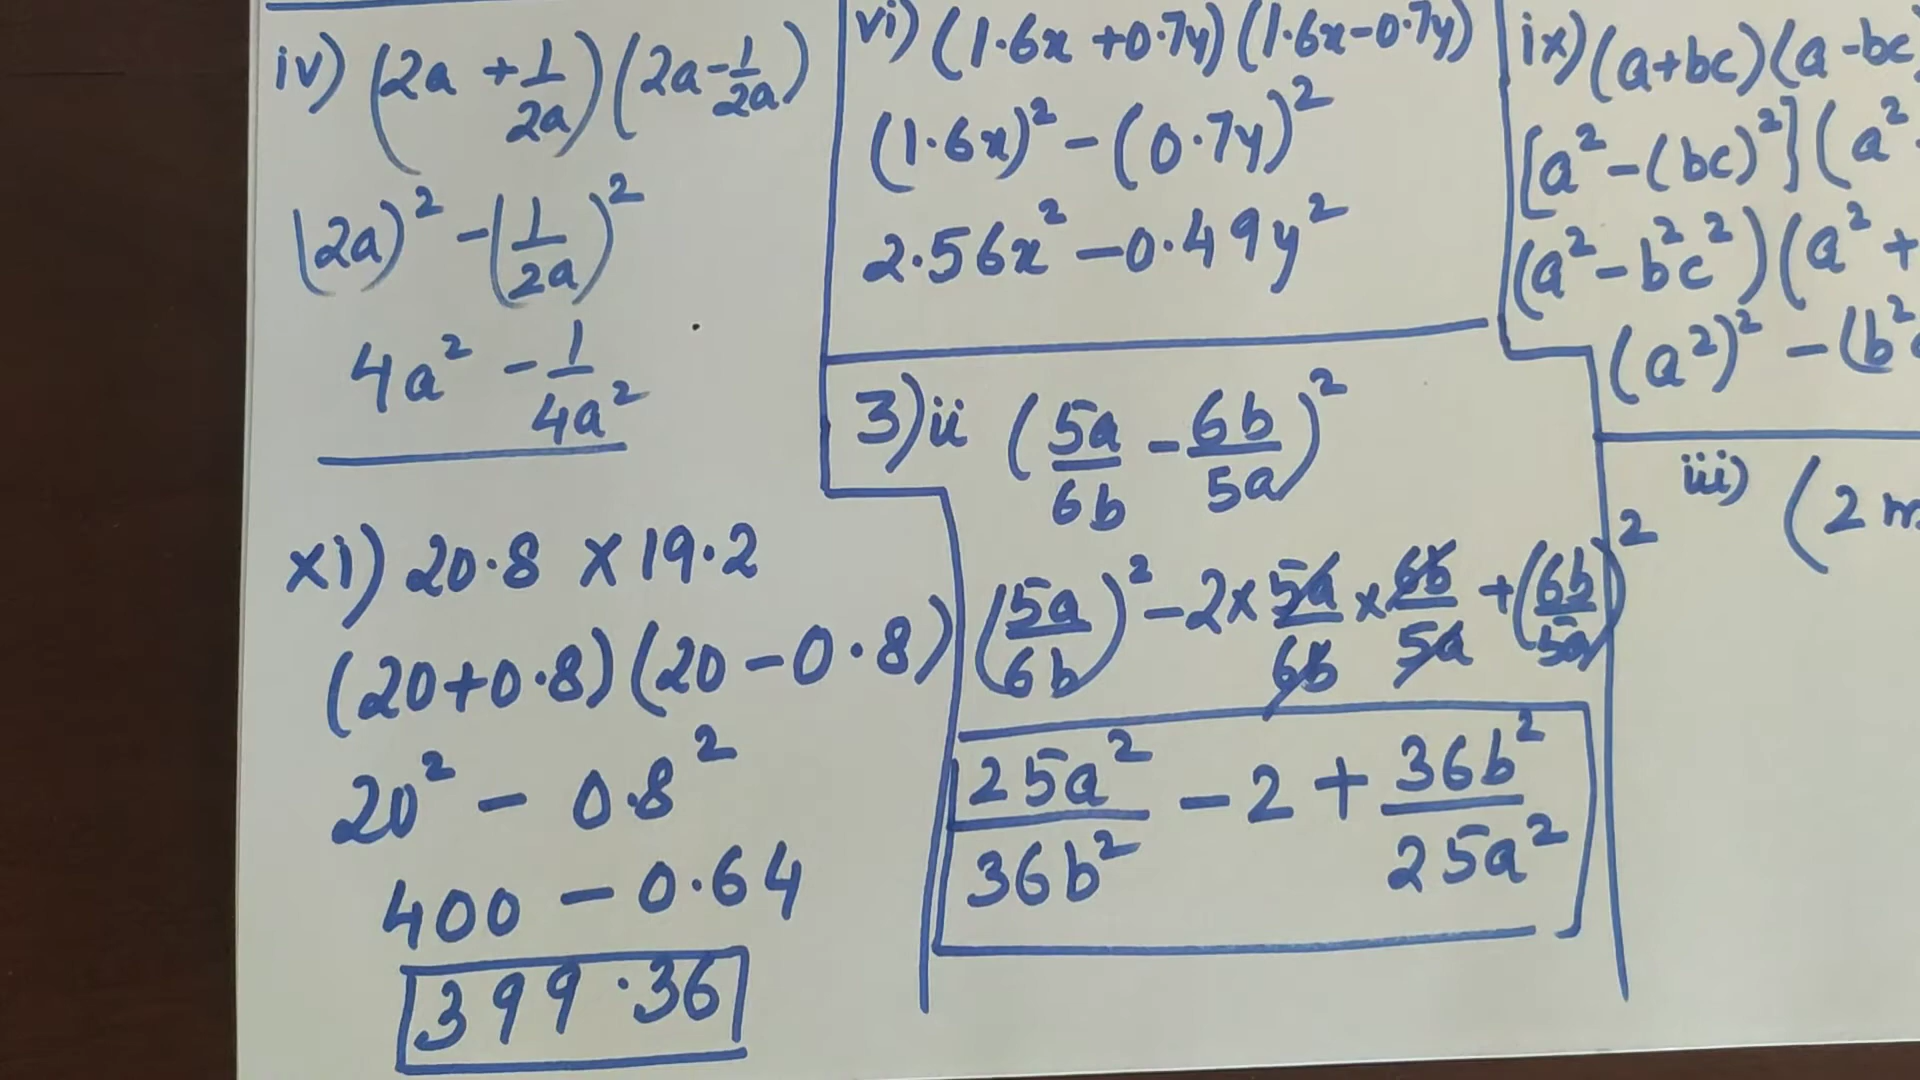 iv) (2a + 1/2a) (2a - 1/2a)
(2a)² - (1/2a)²
4a² - 1/4a²
xi) 20.8 × 19.2
(20+0.8) (20-0.8)
20² - 0.8²
400 - 0.64
399.36
vi) (1.6x + 0.7y) (1.6x - 0.7y)
(1.6x)² - (0.7y)²
2.56x² - 0.49y²
3) ii (5a/6b - 6b/5a)²
(5a/6b)² - 2 × 5a/6b × 6b/5a + (6b/5a)²
25a²/36b² - 2 + 36b²/25a²
ix) (a+bc) (a-bc)
[a² - (bc)²] (a²
(a² - b²c²) (a² +
(a²)² - (b²
iii) (2m